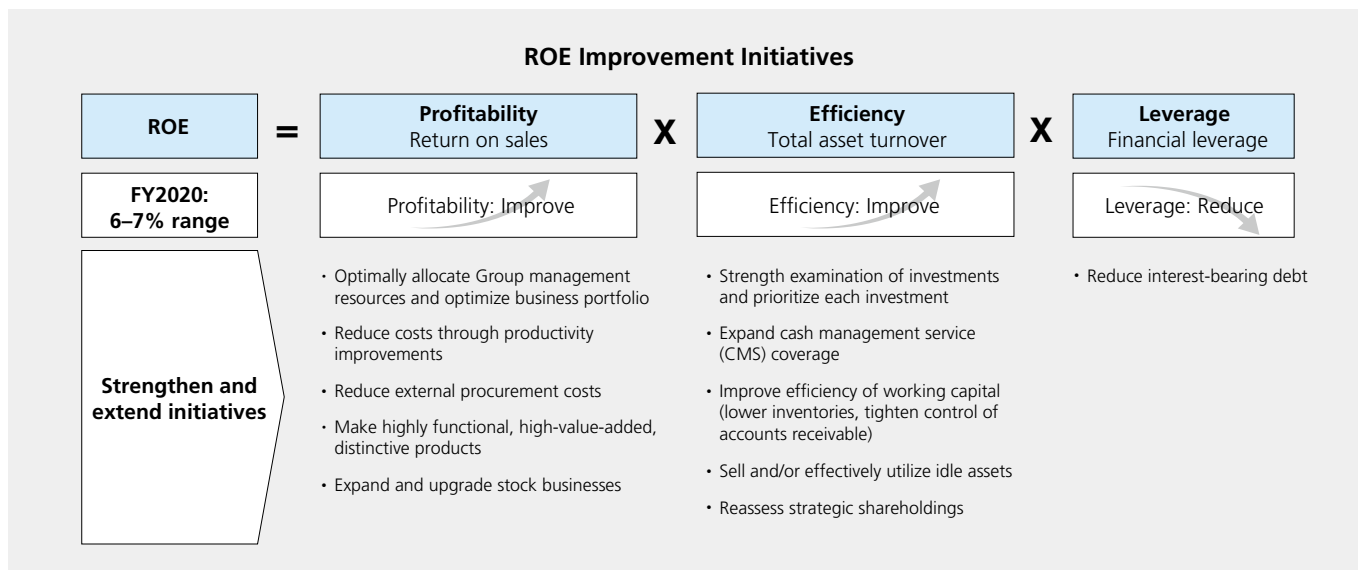 ROE Improvement Initiatives
ROE
=
Profitability
Return on sales
X
Efficiency
Total asset turnover
X
Leverage
Financial leverage
FY2020:
6–7% range
Profitability: Improve
Efficiency: Improve
Leverage: Reduce
Strengthen and
extend initiatives
・Optimally allocate Group management
resources and optimize business portfolio
・Reduce costs through productivity
improvements
・Reduce external procurement costs
・Make highly functional, high-value-added,
distinctive products
・Expand and upgrade stock businesses
・Strength examination of investments
and prioritize each investment
・Expand cash management service
(CMS) coverage
・Improve efficiency of working capital
(lower inventories, tighten control of
accounts receivable)
・Sell and/or effectively utilize idle assets
・Reassess strategic shareholdings
・Reduce interest-bearing debt